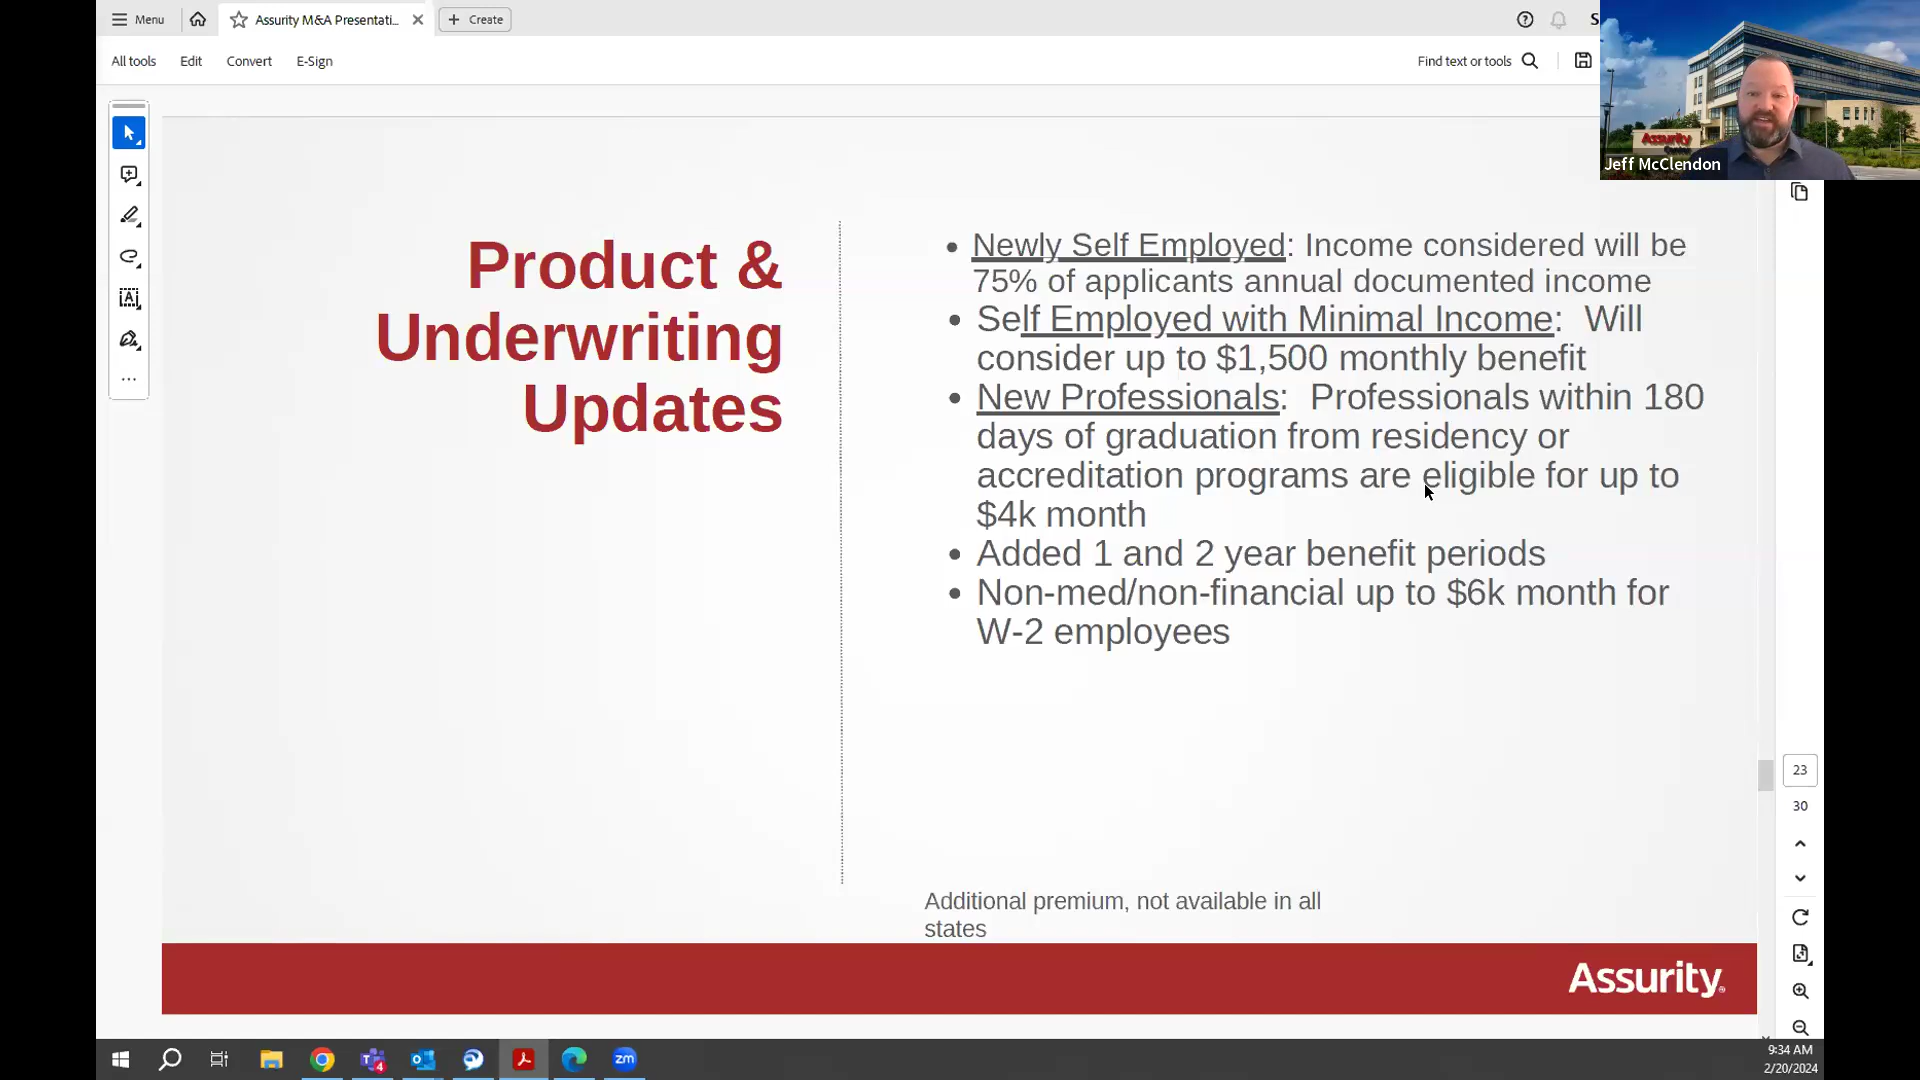 Menu
Assurity M&A Presentati...
Create
All tools
Edit
Convert
E-Sign
Find text or tools
Assurity
Jeff McClendon
Product &
Underwriting
Updates
• Newly Self Employed: Income considered will be
75% of applicants annual documented income
• Self Employed with Minimal Income:  Will
consider up to $1,500 monthly benefit
• New Professionals:  Professionals within 180
days of graduation from residency or
accreditation programs are eligible for up to
$4k month
• Added 1 and 2 year benefit periods
• Non-med/non-financial up to $6k month for
W-2 employees
23
30
Additional premium, not available in all
states
Assurity®
4
zm
9:34 AM
2/20/2024